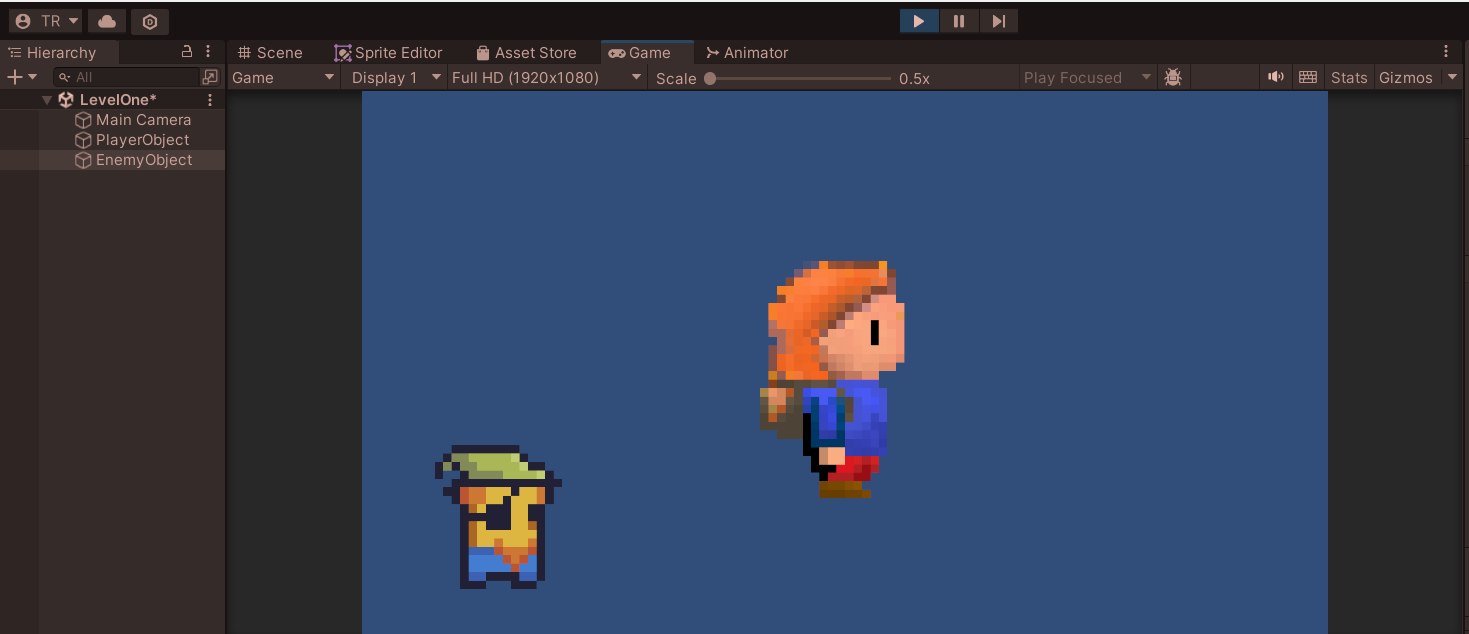 TR
Hierarchy
Scene
Sprite Editor
Asset Store
Game
Animator
All
Game
Display 1
Full HD (1920x1080)
Scale
0.5x
Play Focused
Stats
Gizmos
LevelOne*
Main Camera
PlayerObject
EnemyObject